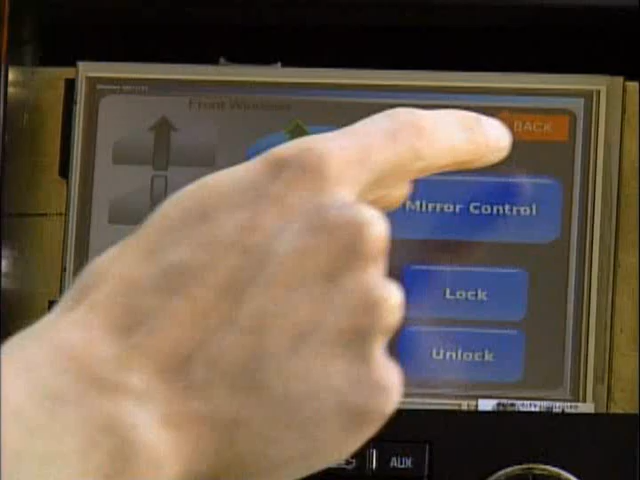 Front Windows
BACK
Mirror Control
Lock
Unlock
AUX